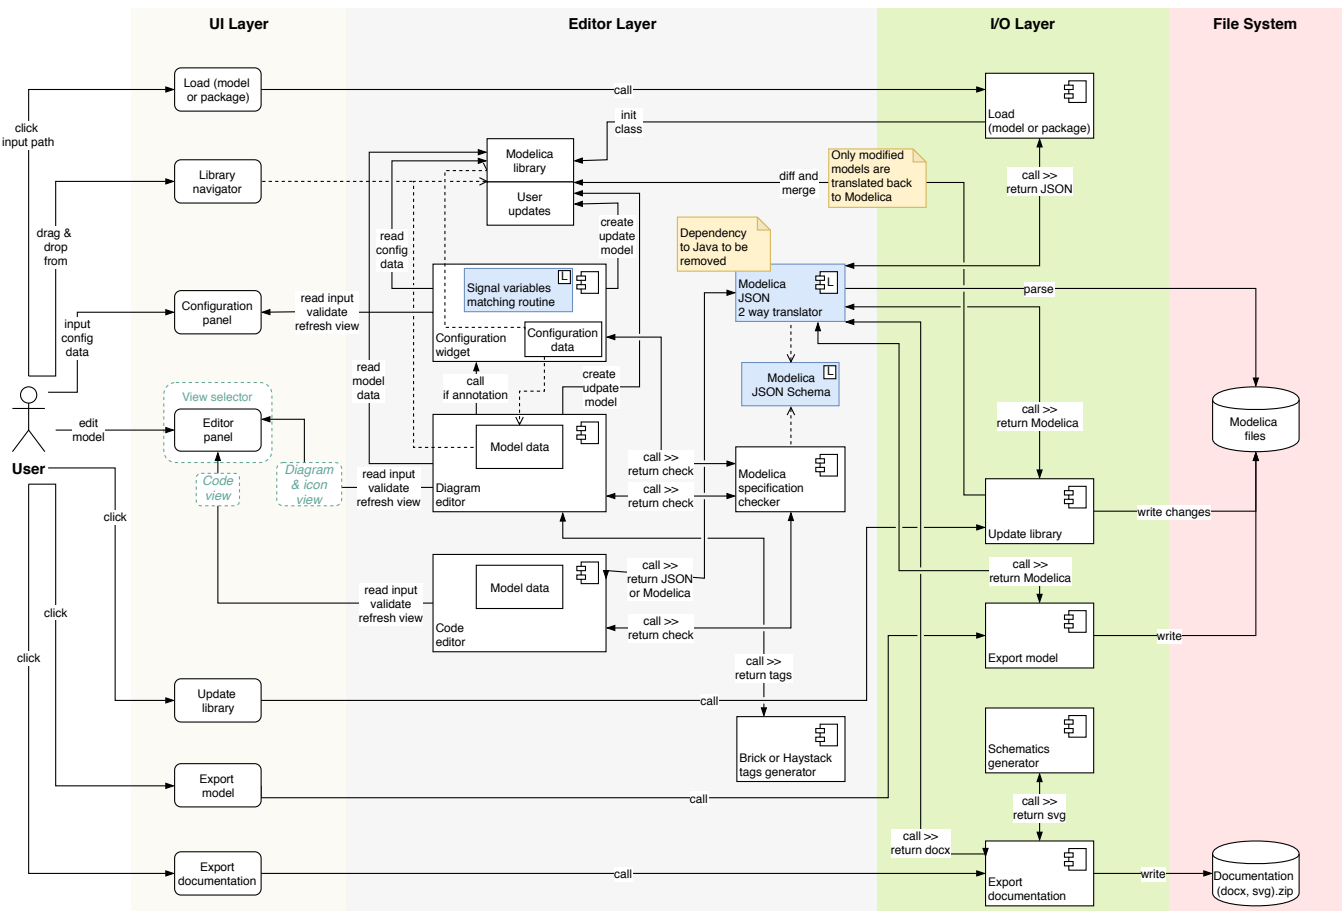 UI Layer
Editor Layer
I/O Layer
File System
Load (model
or package)
call
Load
(model or package)
click
input path
init
class
Modelica
library
User
updates
Library
navigator
diff and
merge
Only modified
models are
translated back
to Modelica
call >>
return JSON
drag &
drop
from
read
config
data
create
update
model
Dependency
to Java to be
removed
Signal variables
matching routine
L
Modelica
JSON
2 way translator
L
parse
Configuration
panel
read input
validate
refresh view
Configuration
widget
Configuration
data
input
config
data
read
model
data
call
if annotation
create
udpate
model
Modelica
JSON Schema
L
View selector
Editor
panel
edit
model
User
Code
view
Diagram
& icon
view
read input
validate
refresh view
Model data
Diagram
editor
call >>
return check
call >>
return check
Modelica
specification
checker
call >>
return Modelica
Modelica
files
click
Update library
write changes
call >>
return JSON
or Modelica
call >>
return Modelica
Model data
Code
editor
read input
validate
refresh view
call >>
return check
click
click
Export model
write
call >>
return tags
Update
library
call
Brick or Haystack
tags generator
Schematics
generator
Export
model
call
call >>
return svg
call >>
return docx
Export
documentation
call
Export
documentation
write
Documentation
(docx, svg).zip